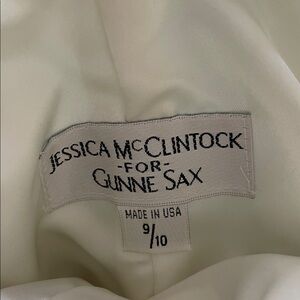 JESSICA MCCLINTOCK
-FOR-
GUNNE SAX
MADE IN USA
9/10